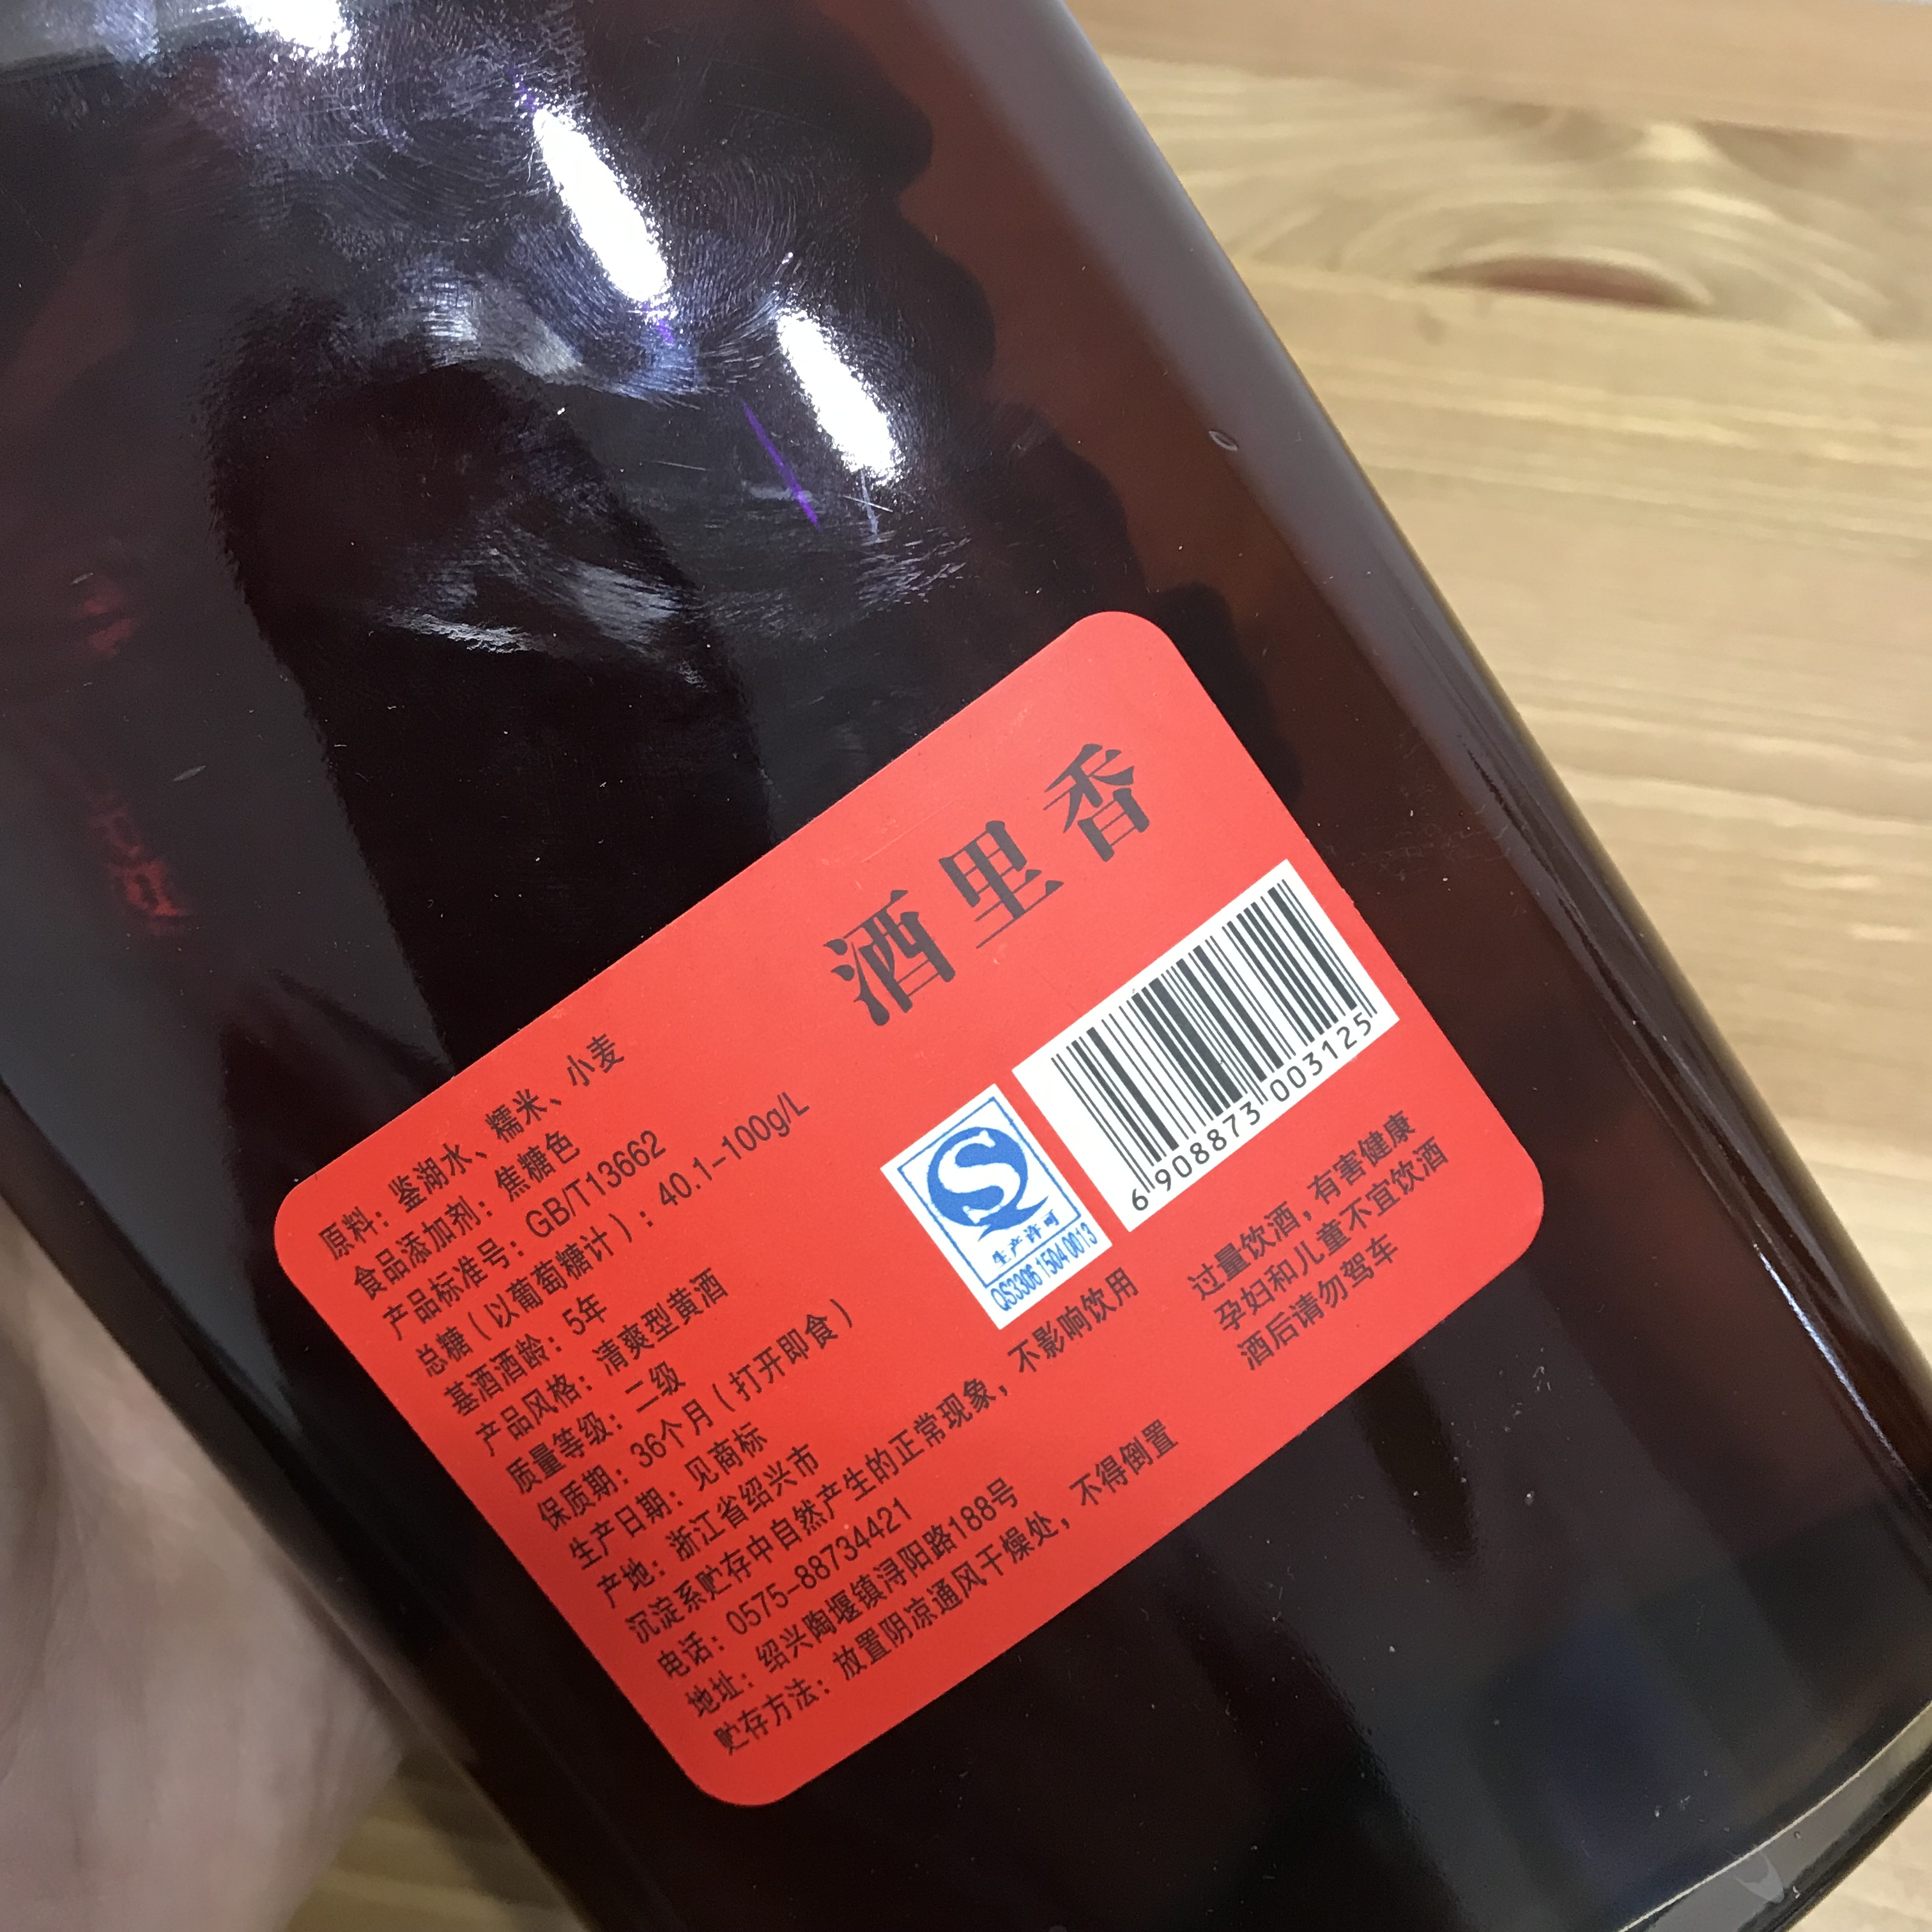 酒里香
原料：鉴湖水、糯米、小麦
食品添加剂：焦糖色
产品标准号：GB/T13662
总糖（以葡萄糖计）：40.1-100g/L
基酒酒龄：5年
产品风格：清爽型黄酒
质量等级：二级
保质期：36个月（打开即食）
生产日期：见商标
产地：浙江省绍兴市
沉淀系贮存中自然产生的正常现象，不影响饮用
电话：0575-88734421
地址：绍兴陶堰镇浔阳路188号
贮存方法：放置阴凉通风干燥处，不得倒置
生产许可
QS3306 1504 0013
6 908873 003125
过量饮酒，有害健康
孕妇和儿童不宜饮酒
酒后请勿驾车